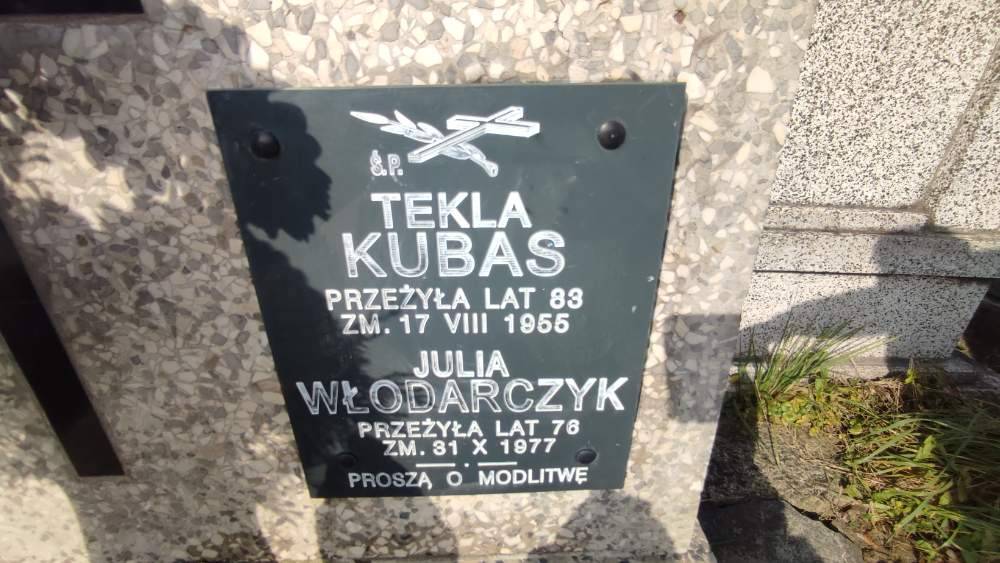 Ś.P.
TEKLA
KUBAS
PRZEŻYŁA LAT 83
ZM. 17 VIII 1955
JULIA
WŁODARCZYK
PRZEŻYŁA LAT 76
ZM. 31 X 1977
PROSZĄ O MODLITWĘ